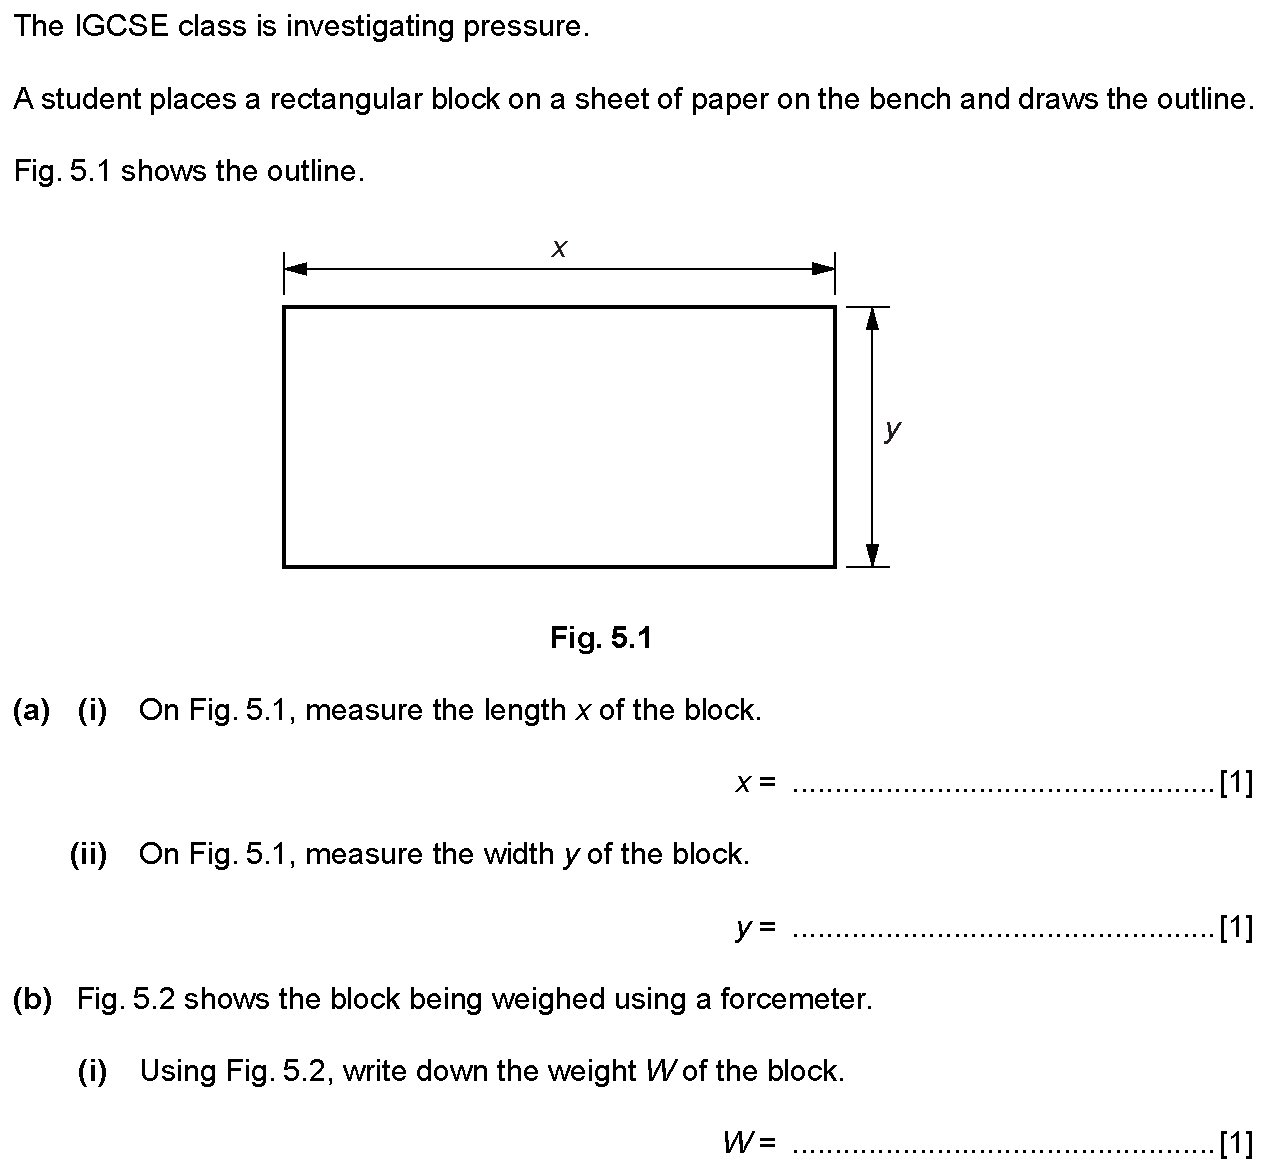 The IGCSE class is investigating pressure.
A student places a rectangular block on a sheet of paper on the bench and draws the outline.
Fig. 5.1 shows the outline.
x
y
Fig. 5.1
(a) (i) On Fig. 5.1, measure the length x of the block.
x = .................................................. [1]
(ii) On Fig. 5.1, measure the width y of the block.
y = .................................................. [1]
(b) Fig. 5.2 shows the block being weighed using a forcemeter.
(i) Using Fig. 5.2, write down the weight W of the block.
W = .................................................. [1]